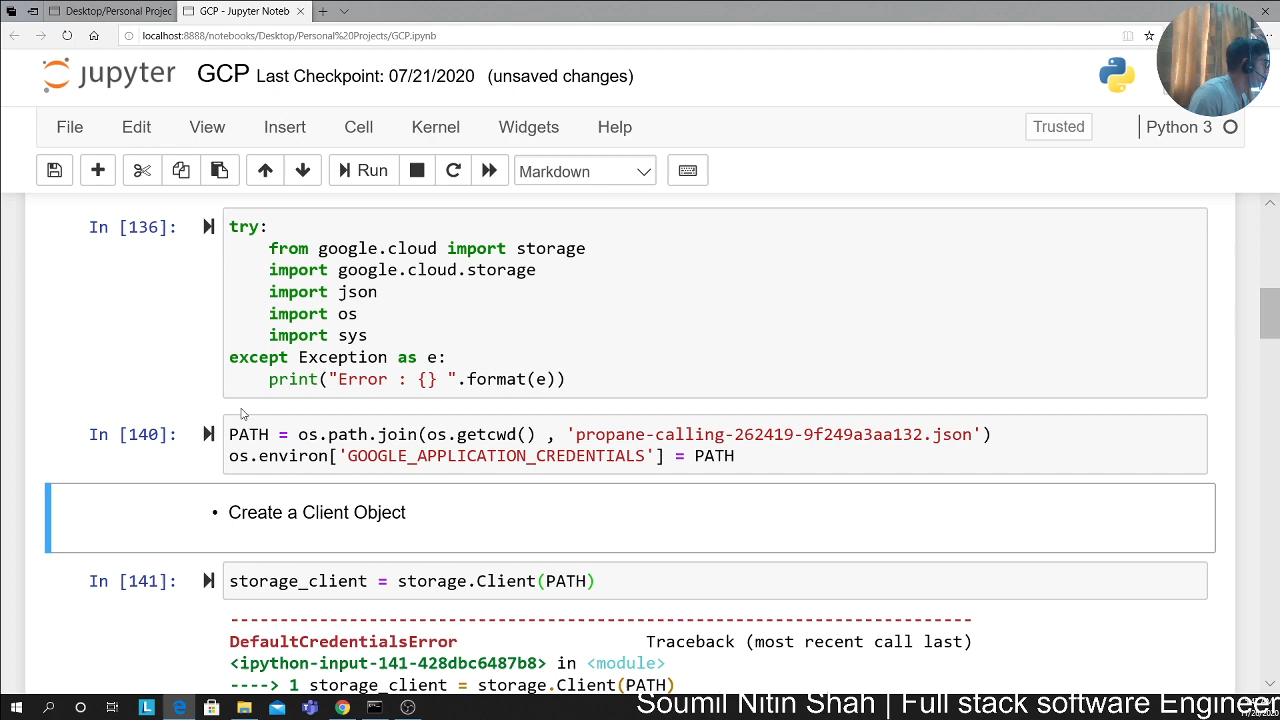 Desktop/Personal Projec
GCP - Jupyter Noteb
localhost:8888/notebooks/Desktop/Personal%20Projects/GCP.ipynb
jupyter GCP Last Checkpoint: 07/21/2020 (unsaved changes)
File Edit View Insert Cell Kernel Widgets Help Trusted Python 3
Run Markdown
In [136]:
try:
from google.cloud import storage
import google.cloud.storage
import json
import os
import sys
except Exception as e:
print("Error : {} ".format(e))
In [140]:
PATH = os.path.join(os.getcwd() , 'propane-calling-262419-9f249a3aa132.json')
os.environ['GOOGLE_APPLICATION_CREDENTIALS'] = PATH
• Create a Client Object
In [141]:
storage_client = storage.Client(PATH)
---------------------------------------------------------------------------
DefaultCredentialsError Traceback (most recent call last)
<ipython-input-141-428dbc6487b8> in <module>
----> 1 storage_client = storage.Client(PATH)
Soumil Nitin Shah | Full stack software Engineer